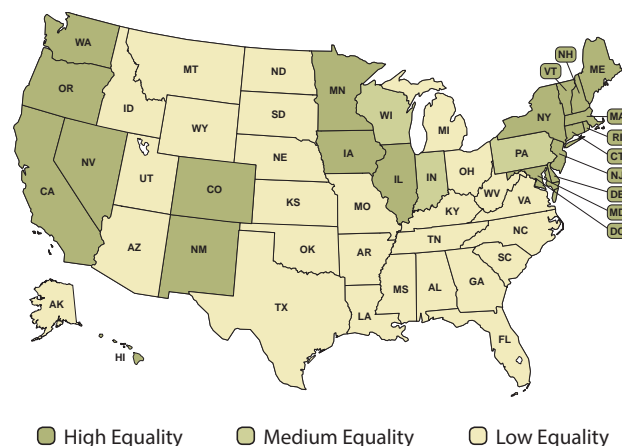 WA
NH
VT
ME
MT
ND
OR
MN
ID
NY
MA
WI
SD
RI
MI
WY
CT
PA
IA
NJ
NE
NV
OH
IL
IN
DE
UT
WV
CO
VA
MD
CA
KS
MO
KY
DC
NC
TN
AZ
OK
NM
AR
SC
MS
AL
GA
TX
AK
LA
FL
HI
High Equality
Medium Equality
Low Equality